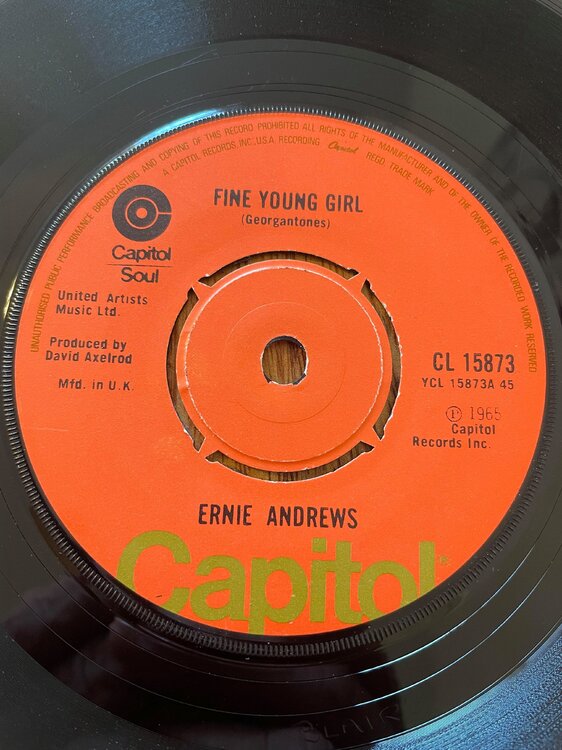 UNAUTHORISED PUBLIC PERFORMANCE BROADCASTING AND COPYING OF THIS RECORD PROHIBITED ALL RIGHTS OF THE MANUFACTURER AND OF THE OWNER OF THE RECORDED WORK RESERVED
A CAPITOL RECORDS, INC., U.S.A. RECORDING Capitol REGD. TRADE MARK
FINE YOUNG GIRL
(Georgantones)
Capitol
Soul
United Artists
Music Ltd.
Produced by
David Axelrod
Mfd. in U.K.
CL 15873
YCL 15873A 45
Ⓟ 1965
Capitol
Records Inc.
ERNIE ANDREWS
Capitol®